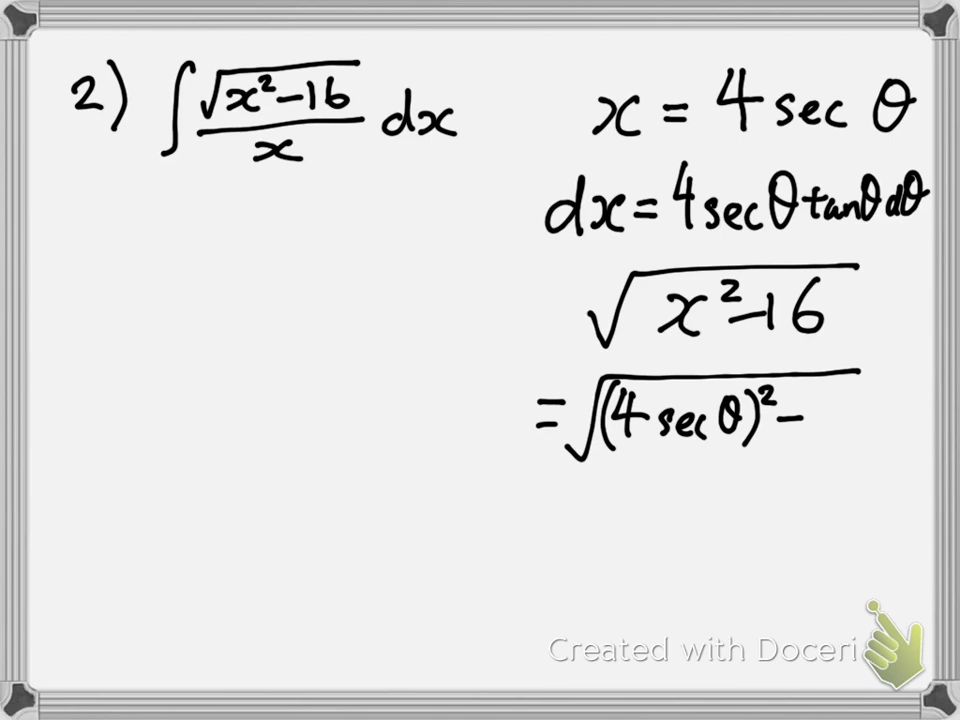 2) ∫ √(x²-16) / x dx
x = 4 sec θ
dx = 4 sec θ tan θ dθ
√(x²-16)
= √((4 sec θ)² -
Created with Doceri